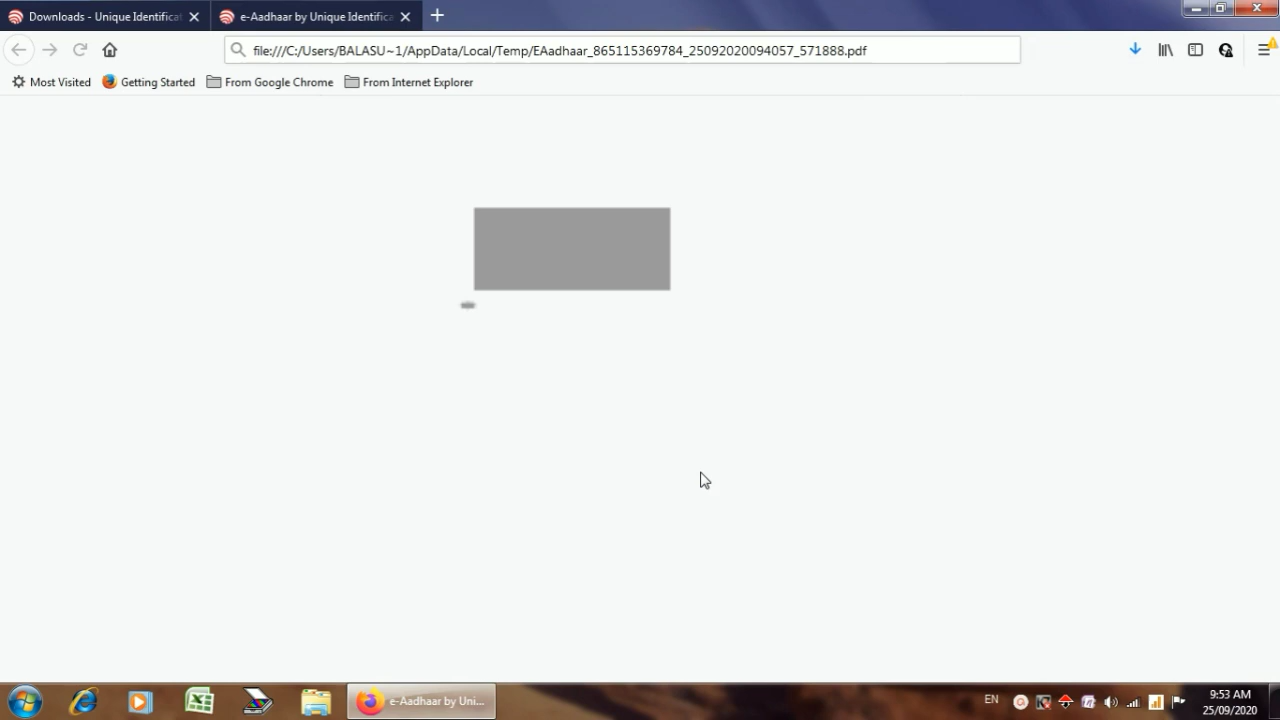 Downloads - Unique Identificat
e-Aadhaar by Unique Identifica
file:///C:/Users/BALASU~1/AppData/Local/Temp/EAadhaar_865115369784_25092020094057_571888.pdf
Most Visited
Getting Started
From Google Chrome
From Internet Explorer
e-Aadhaar by Uni...
EN
9:53 AM
25/09/2020